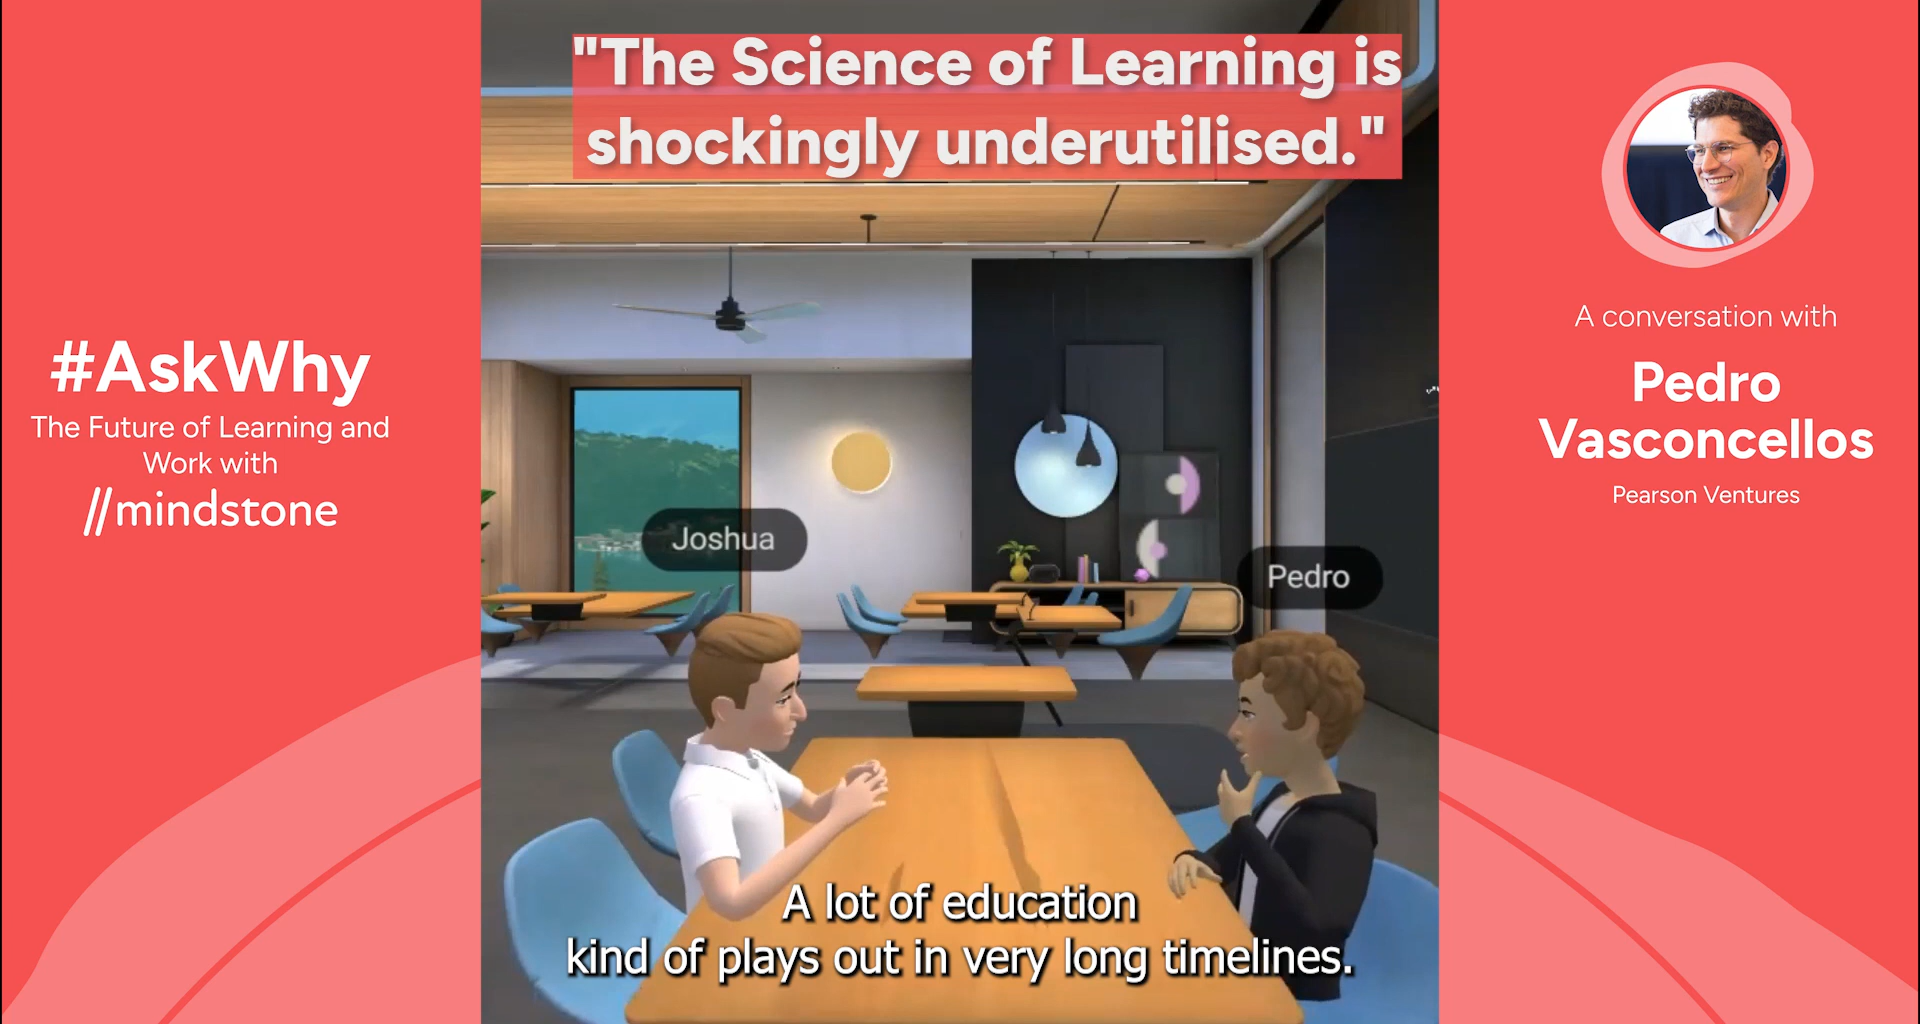 "The Science of Learning is
shockingly underutilised."
#AskWhy
The Future of Learning and
Work with
//mindstone
A conversation with
Pedro
Vasconcellos
Pearson Ventures
Joshua
Pedro
A lot of education
kind of plays out in very long timelines.